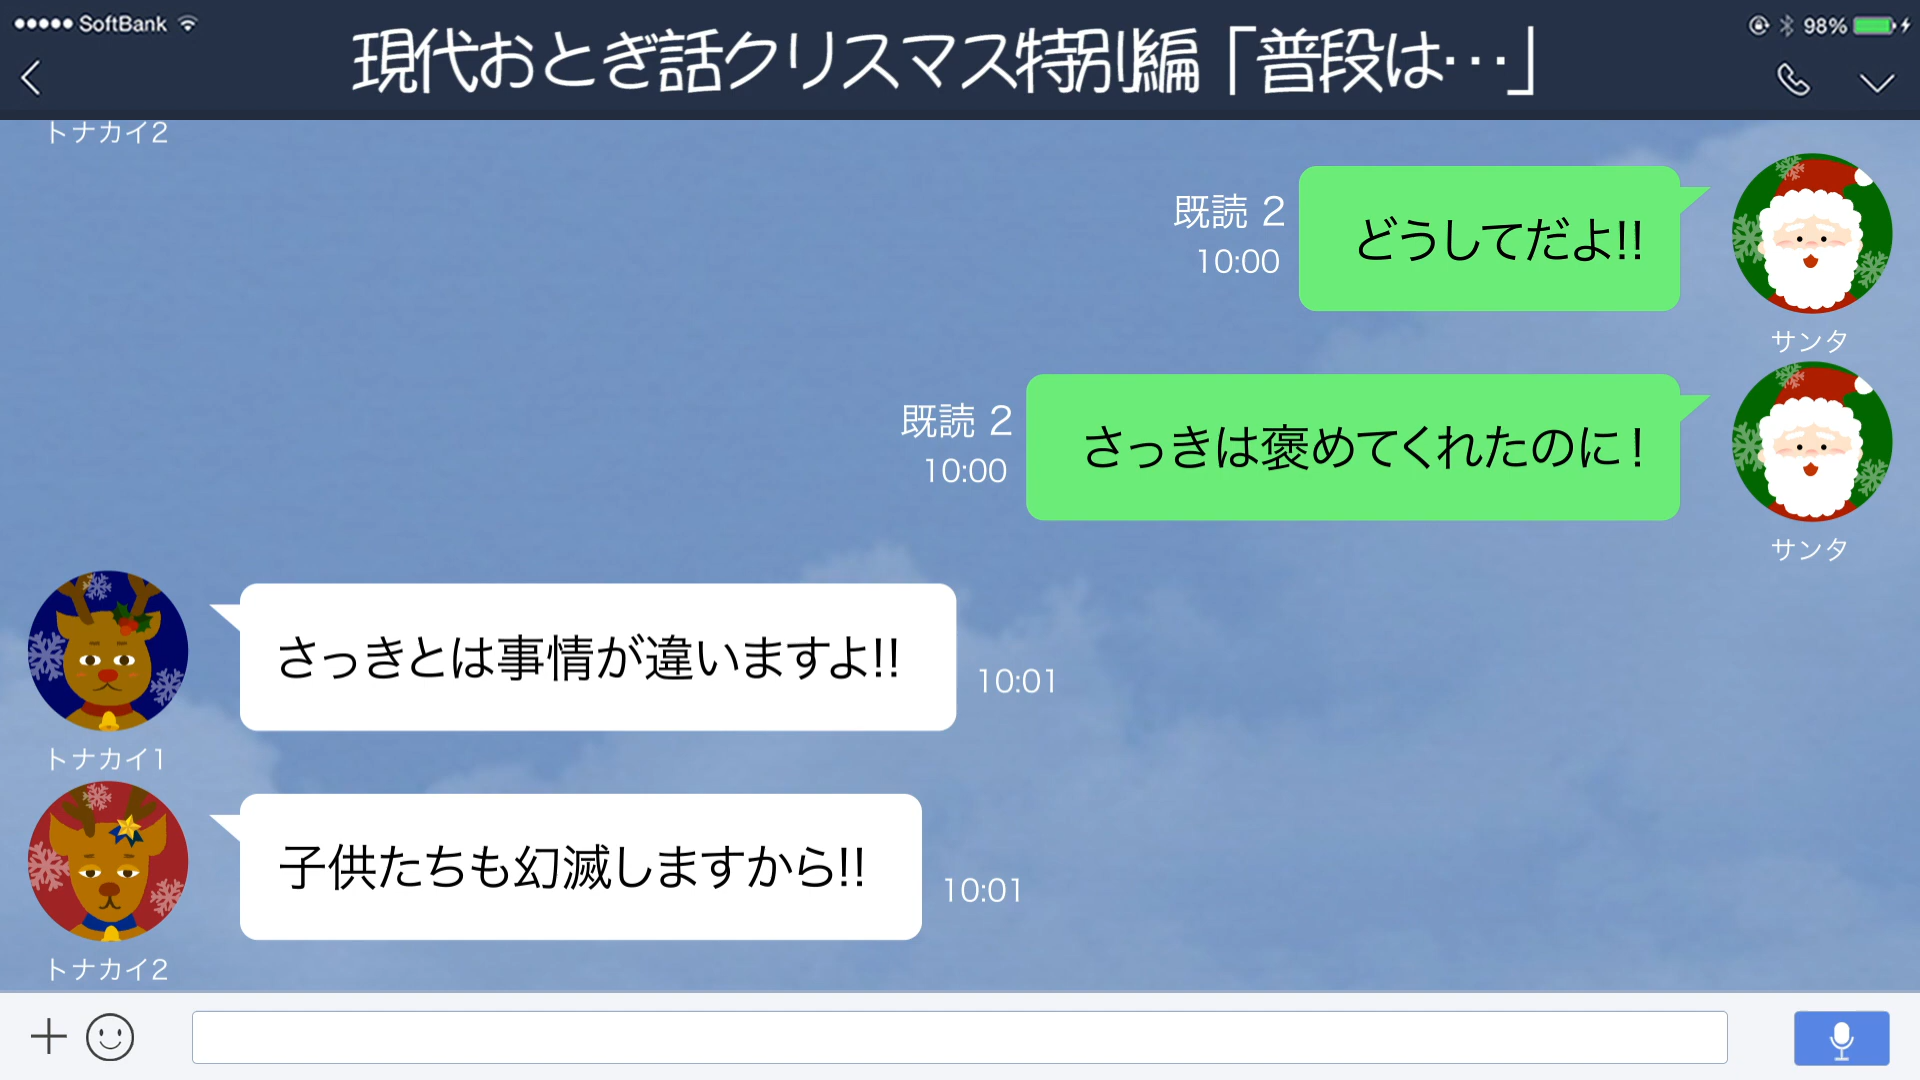 SoftBank
98%
現代おとぎ話クリスマス特別編「普段は…」
トナカイ2
既読 2
10:00
どうしてだよ!!
サンタ
既読 2
10:00
さっきは褒めてくれたのに!
サンタ
さっきとは事情が違いますよ!!
10:01
トナカイ1
子供たちも幻滅しますから!!
10:01
トナカイ2